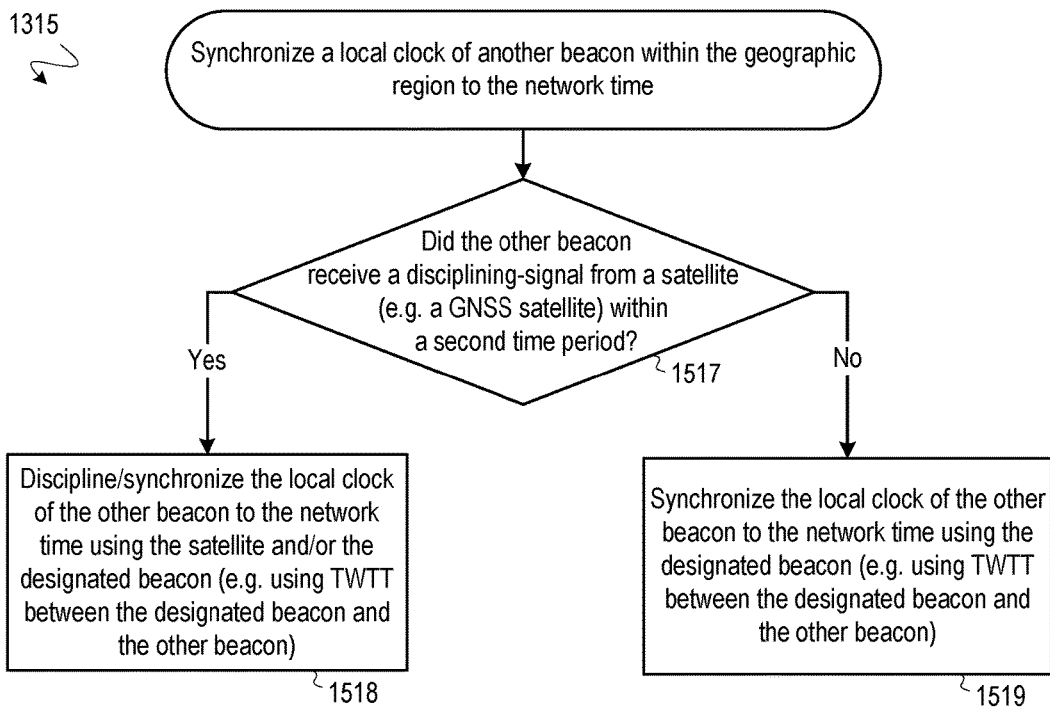 1315
Synchronize a local clock of another beacon within the geographic
region to the network time
Did the other beacon
receive a disciplining-signal from a satellite
(e.g. a GNSS satellite) within
a second time period?
1517
Yes
No
Discipline/synchronize the local clock
of the other beacon to the network
time using the satellite and/or the
designated beacon (e.g. using TWTT
between the designated beacon and
the other beacon)
1518
Synchronize the local clock of the other
beacon to the network time using the
designated beacon (e.g. using TWTT
between the designated beacon and
the other beacon)
1519